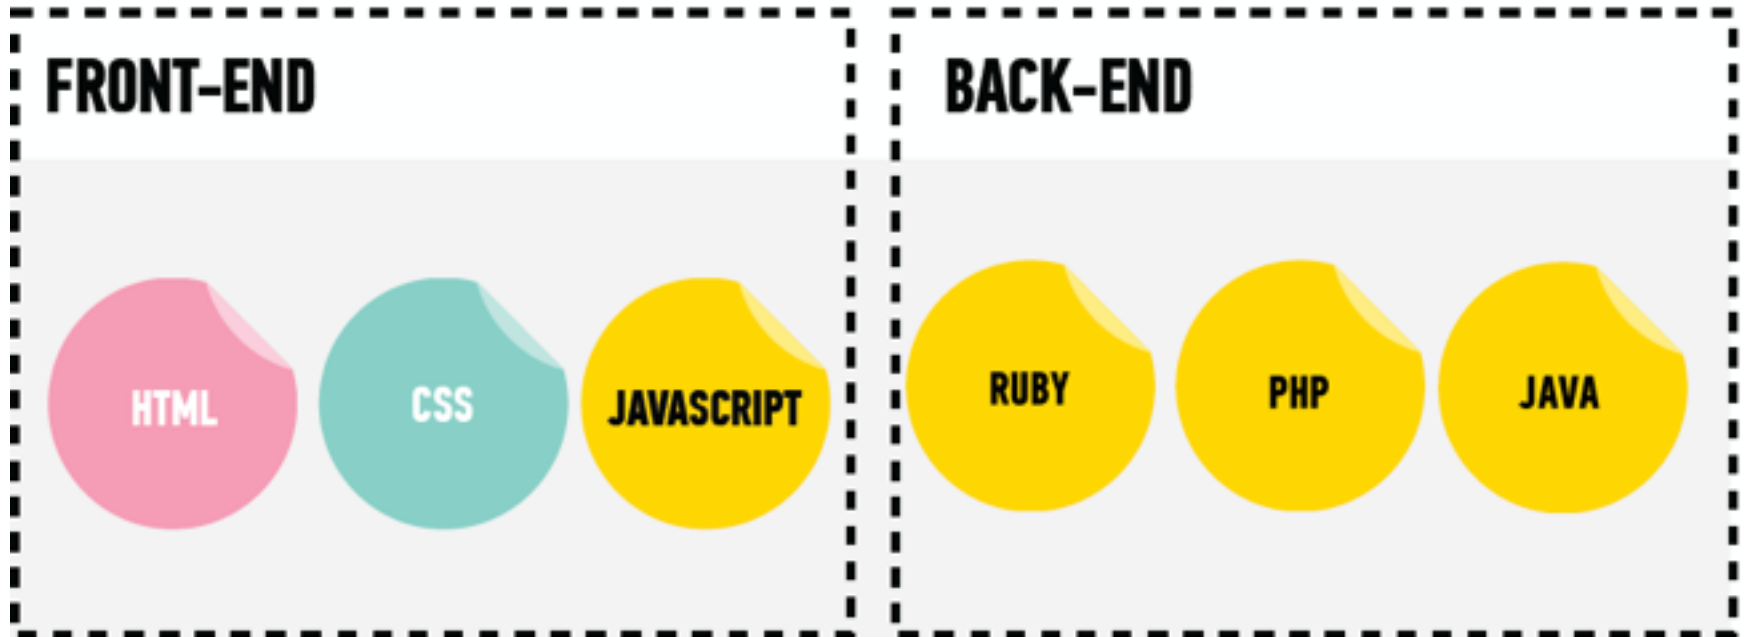 FRONT-END
HTML
CSS
JAVASCRIPT
BACK-END
RUBY
PHP
JAVA